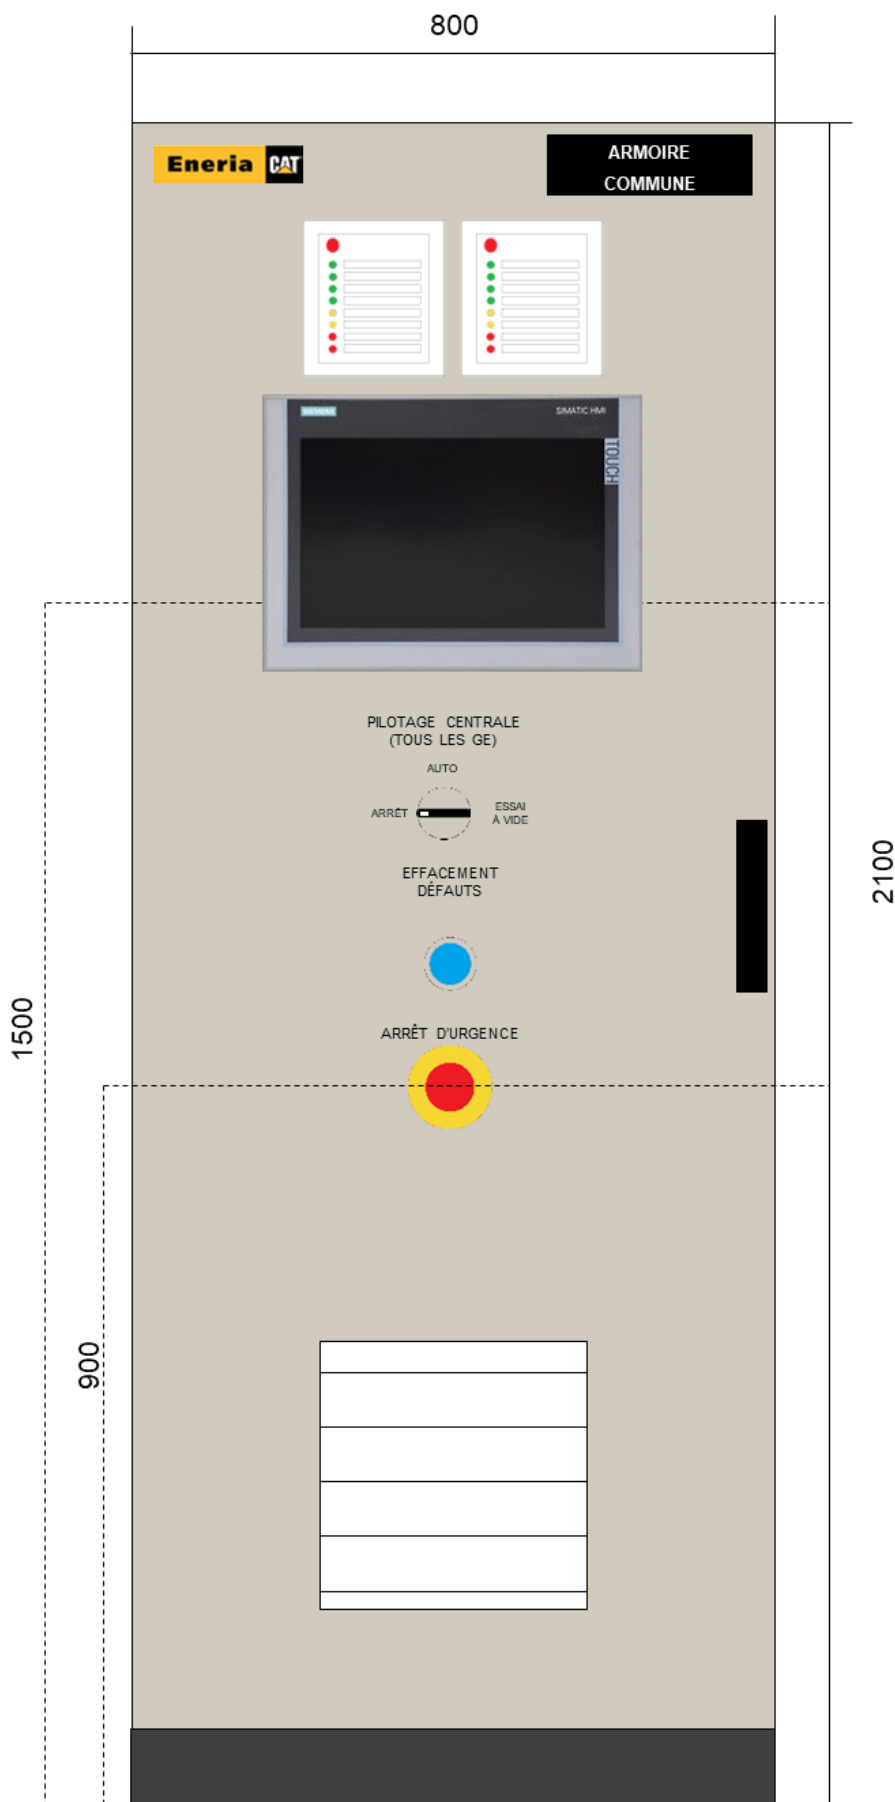 800
Eneria CAT
ARMOIRE
COMMUNE
SIEMENS
SIMATIC HMI
TOUCH
PILOTAGE CENTRALE
(TOUS LES GE)
AUTO
ARRÊT
ESSAI
À VIDE
EFFACEMENT
DÉFAUTS
2100
1500
ARRÊT D'URGENCE
900